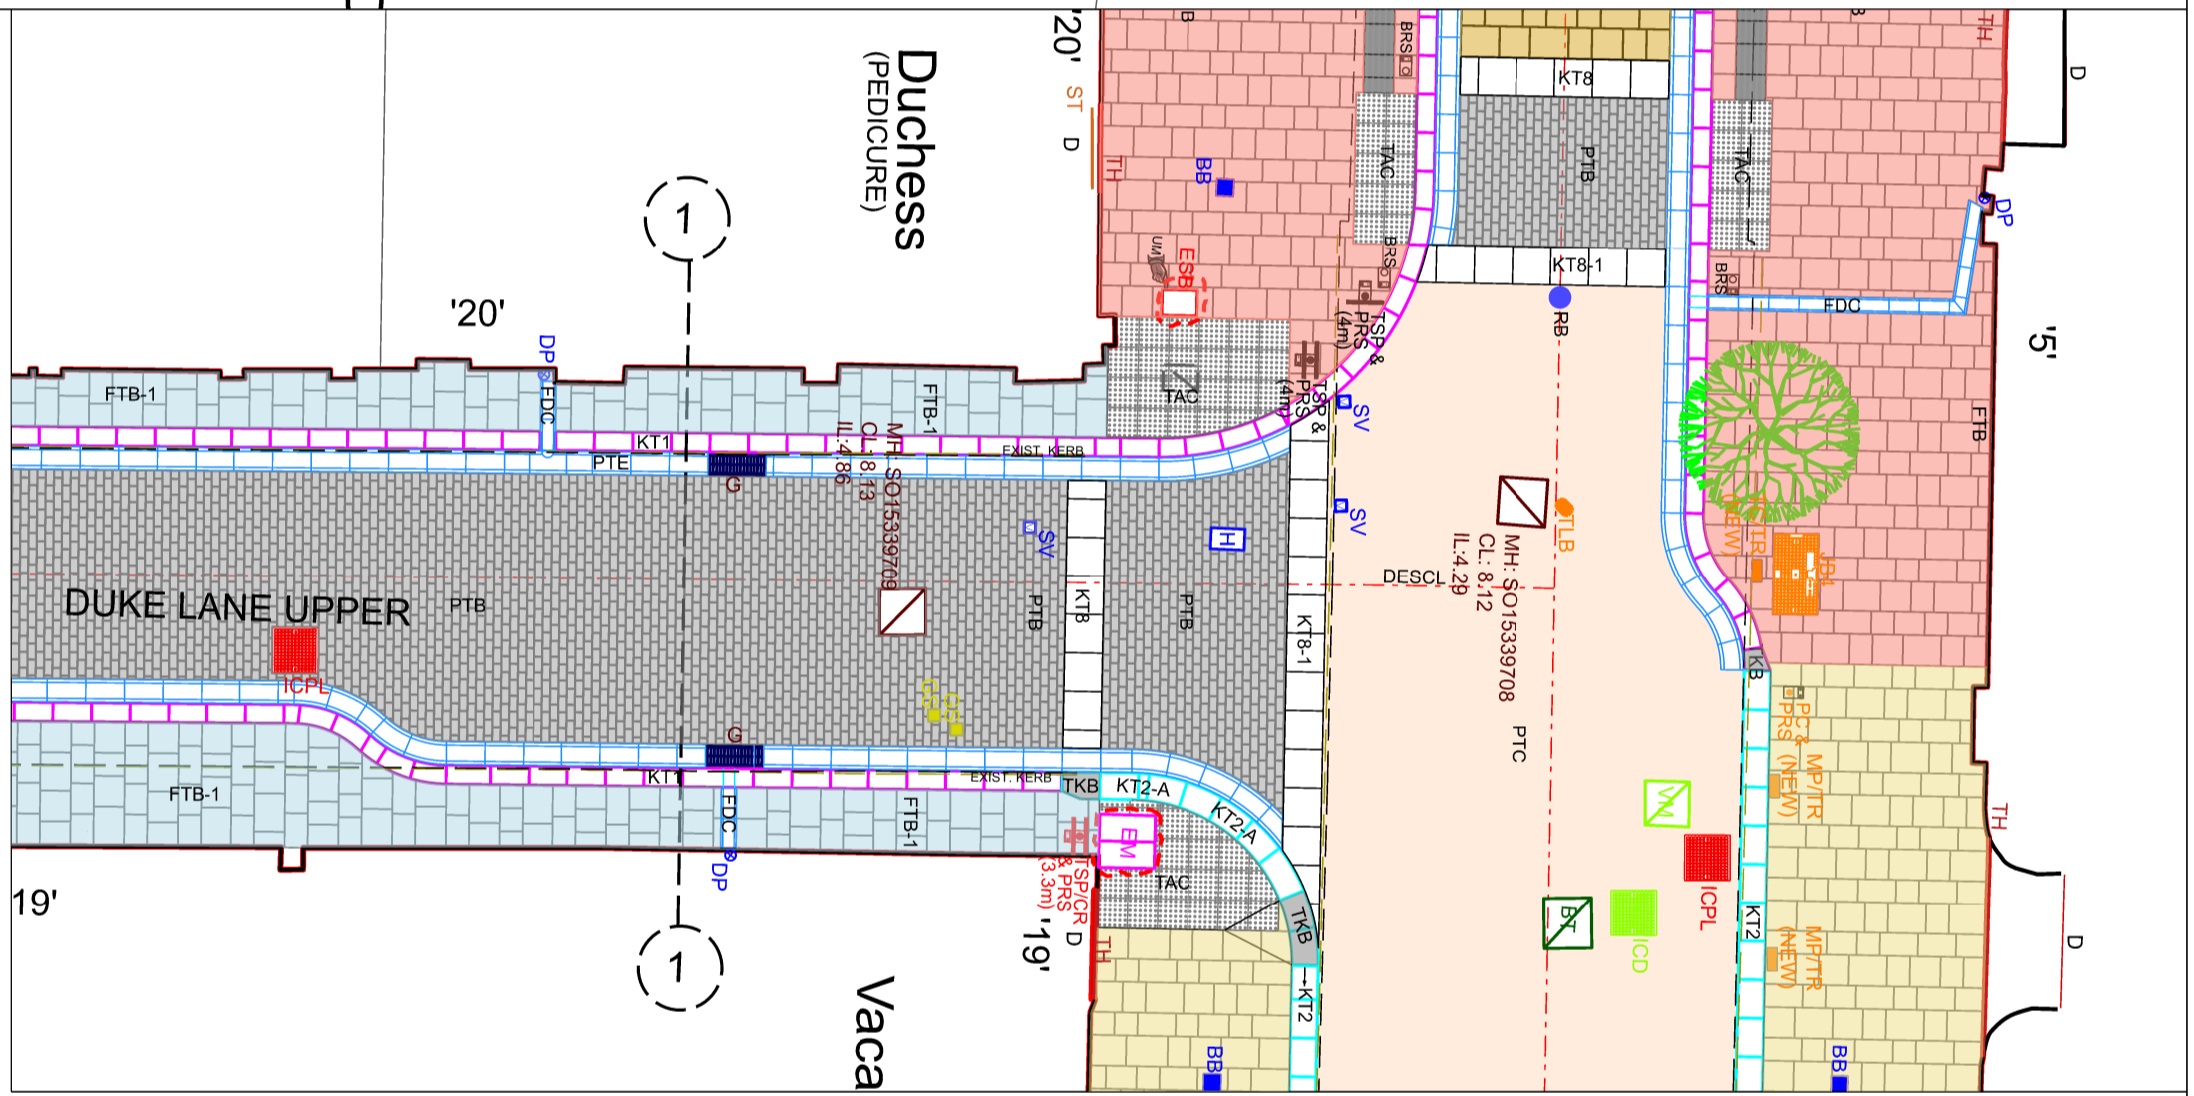 '20'
ST
D
Duchess
(PEDICURE)
1
'20'
DP
FDC
FTB-1
FTB-1
KT1
EXIST. KERB
PTE
G
MH: SO15339709
CL:8.13
IL:4.86
SV
DUKE LANE UPPER
PTB
ICPL
PTB
KT8
PTB
H
GS
GS
G
KT1
EXIST. KERB
TKB
KT2-A
KT2-A
FTB-1
FDC
FTB-1
DP
EM
TAC
TSP/CR
& PRS
(3.3m)
19'
1
'19'
D
TH
Vaca
TKB
KT2
BB
B
BRS
TH
BB
TAC
UM
ESB
BRS
TSP &
PRS
(4m)
TSP &
PRS
(4m)
TAC
SV
SV
KT8
PTB
KT8-1
RB
KT8-1
DESCL
TLB
MH: SO15339708
CL: 8.12
IL:4.29
PTC
VM
ICPL
BT
ICD
TH
D
TAC
DP
BRS
FDC
'5'
FTB
(NEW)
JB4
KB
PC &
PRS
MP/TR
(NEW)
TH
KT2
MP/TR
(NEW)
D
BB